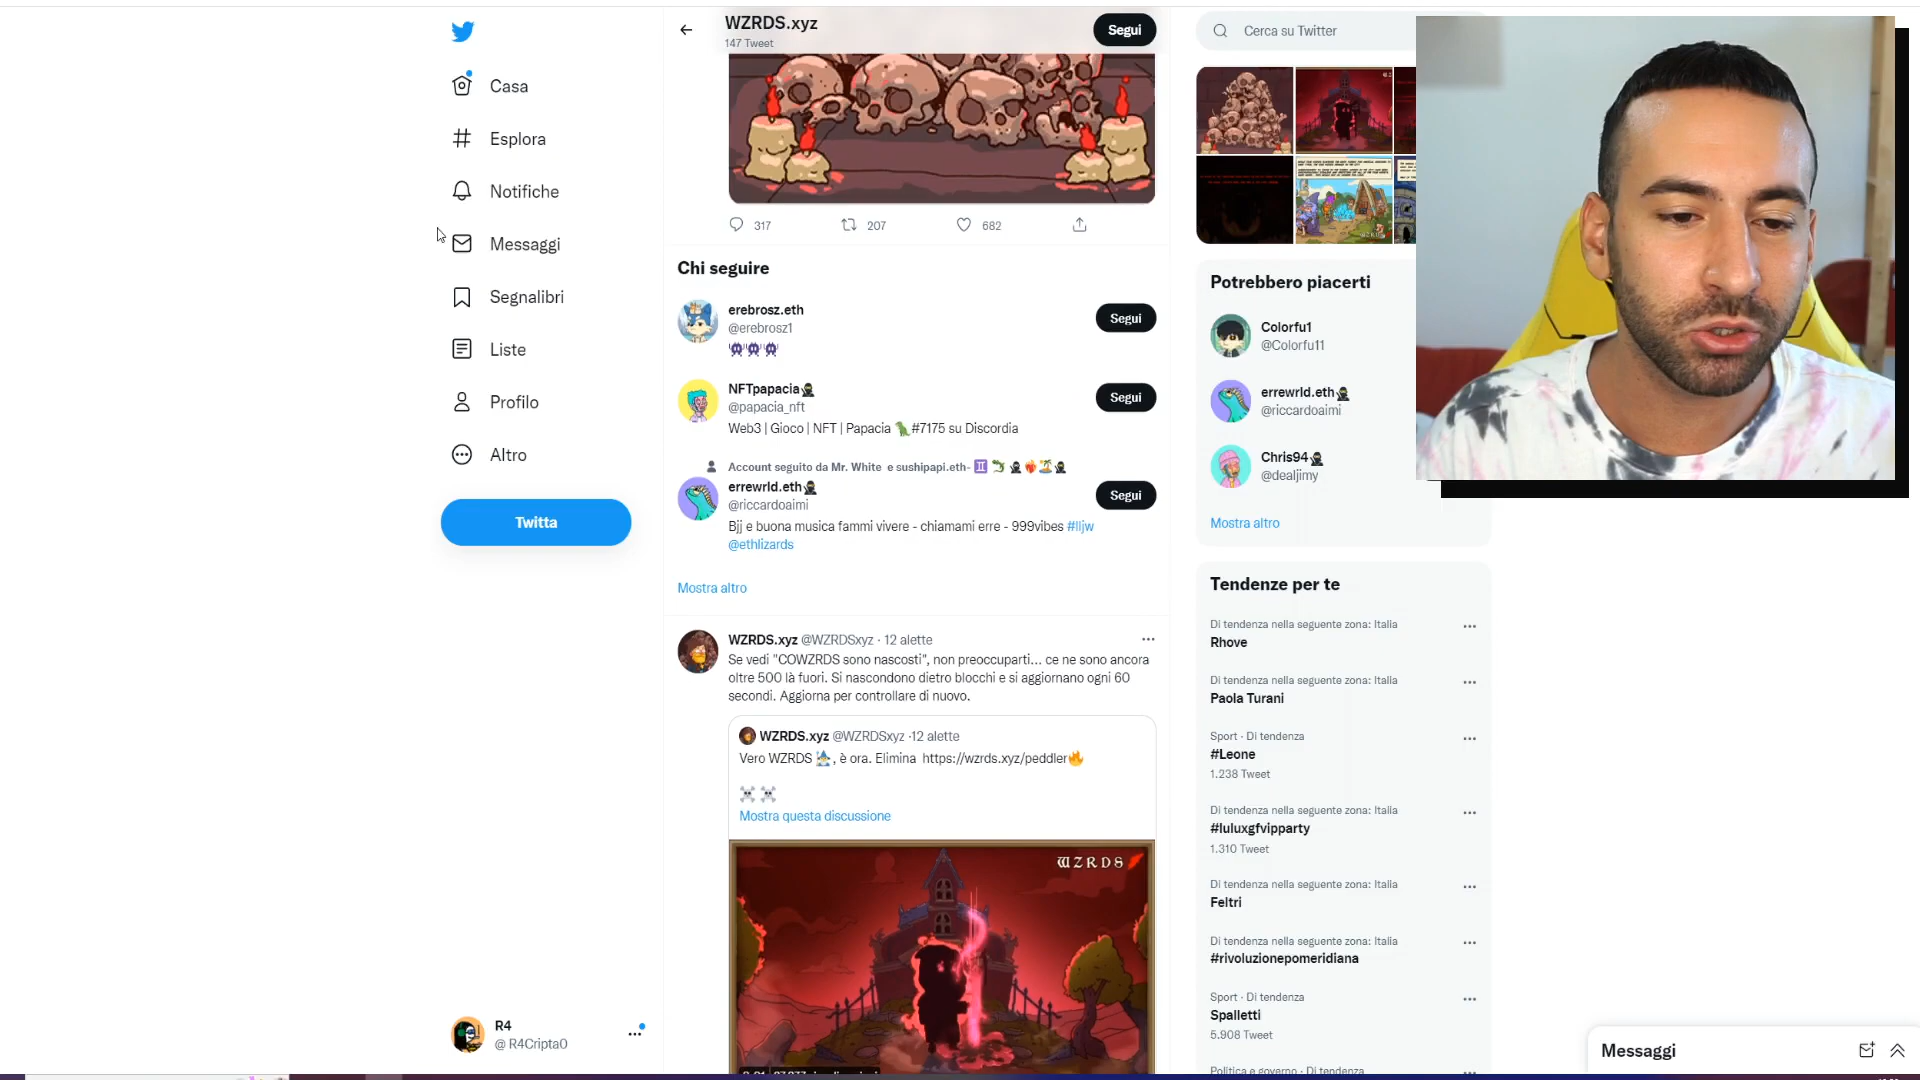 WZRDS.xyz
147 Tweet
Segui
Cerca su Twitter
Casa
Esplora
Notifiche
Messaggi
Segnalibri
Liste
Profilo
Altro
Twitta
R4
@R4Cripta0
317
207
682
Chi seguire
erebrosz.eth
@erebrosz1
Segui
NFTpapacia
@papacia_nft
Web3 | Gioco | NFT | Papacia 🦖#7175 su Discordia
Segui
Account seguito da Mr. White e sushipapi.eth-
errewrld.eth
@riccardoaimi
Bjj e buona musica fammi vivere - chiamami erre - 999vibes #lljw
@ethlizards
Segui
Mostra altro
WZRDS.xyz @WZRDSxyz · 12 alette
Se vedi "COWZRDS sono nascosti", non preoccuparti... ce ne sono ancora
oltre 500 là fuori. Si nascondono dietro blocchi e si aggiornano ogni 60
secondi. Aggiorna per controllare di nuovo.
WZRDS.xyz @WZRDSxyz ·12 alette
Vero WZRDS 🧙‍♂️, è ora. Elimina https://wzrds.xyz/peddler🔥
☠️ ☠️
Mostra questa discussione
WZRDS
Potrebbero piacerti
Colorfu1
@Colorfu11
errewrld.eth
@riccardoaimi
Chris94
@dealjimy
Mostra altro
Tendenze per te
Di tendenza nella seguente zona: Italia
Rhove
Di tendenza nella seguente zona: Italia
Paola Turani
Sport · Di tendenza
#Leone
1.238 Tweet
Di tendenza nella seguente zona: Italia
#luluxgfvipparty
1.310 Tweet
Di tendenza nella seguente zona: Italia
Feltri
Di tendenza nella seguente zona: Italia
#rivoluzionepomeridiana
Sport · Di tendenza
Spalletti
5.908 Tweet
Politica e governo · Di tendenza
Messaggi